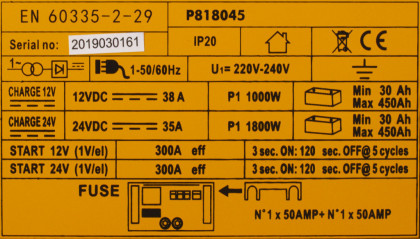 EN 60335-2-29 P818045
Serial no: 2019030161 IP20 CE
1~ 1-50/60Hz U1= 220V-240V
CHARGE 12V 12VDC 38A P1 1000W Min 30 Ah
Max 450Ah
CHARGE 24V 24VDC 35A P1 1800W Min 30 Ah
Max 450Ah
START 12V (1V/el) 300A eff 3 sec. ON: 120 sec. OFF@ 5 cycles
START 24V (1V/el) 300A eff 3 sec. ON: 120 sec. OFF@ 5 cycles
FUSE
N°1 x 50AMP+ N°1 x 50AMP